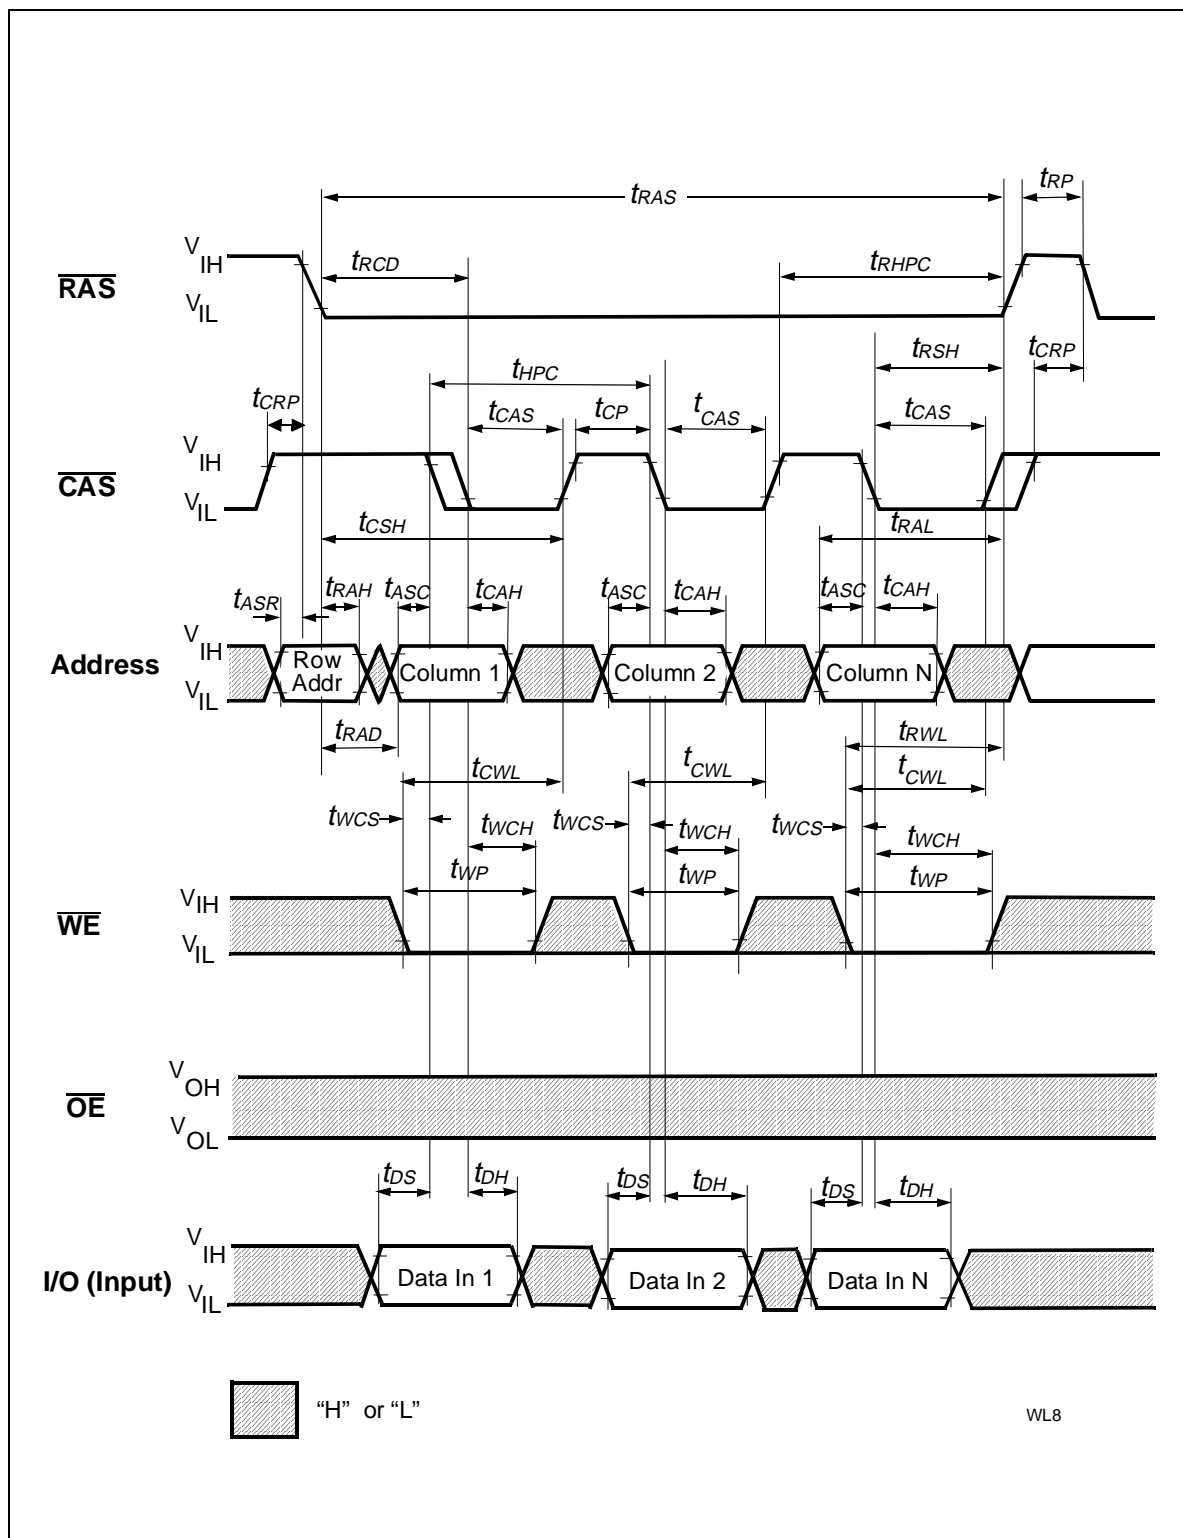 tRAS
tRP
VIH
RAS
VIL
tRCD
tRHPC
tRSH
tCRP
tHPC
tCRP
tCAS
tCP
tCAS
tCAS
VIH
CAS
VIL
tCSH
tRAL
tASR
tRAH
tASC
tCAH
tASC
tCAH
tASC
tCAH
VIH
Address
VIL
Row
Addr
Column 1
Column 2
Column N
tRAD
tRWL
tCWL
tCWL
tCWL
tWCS
tWCH
tWCS
tWCH
tWCS
tWCH
tWP
tWP
tWP
VIH
WE
VIL
VOH
OE
VOL
tDS
tDH
tDS
tDH
tDS
tDH
VIH
I/O (Input)
VIL
Data In 1
Data In 2
Data In N
“H” or “L”
WL8